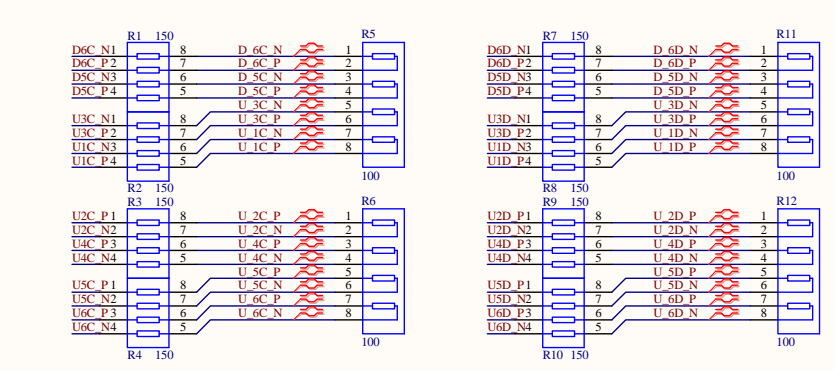 R1 150 R5 R7 150 R11
D6C_N1 8 D_6C_N 1 D6D_N1 8 D_6D_N 1
D6C_P2 7 D_6C_P 2 D6D_P2 7 D_6D_P 2
D5C_N3 6 D_5C_N 3 D5D_N3 6 D_5D_N 3
D5C_P4 5 D_5C_P 4 D5D_P4 5 D_5D_P 4
U_3C_N 5 U_3D_N 5
U3C_N1 8 U_3C_P 6 U3D_N1 8 U_3D_P 6
U3C_P2 7 U_1C_N 7 U3D_P2 7 U_1D_N 7
U1C_N3 6 U_1C_P 8 U1D_N3 6 U_1D_P 8
U1C_P4 5 U1D_P4 5
100 100
R2 150 R8 150
R3 150 R6 R9 150 R12
U2C_P1 8 U_2C_P 1 U2D_P1 8 U_2D_P 1
U2C_N2 7 U_2C_N 2 U2D_N2 7 U_2D_N 2
U4C_P3 6 U_4C_P 3 U4D_P3 6 U_4D_P 3
U4C_N4 5 U_4C_N 4 U4D_N4 5 U_4D_N 4
U_5C_P 5 U_5D_P 5
U5C_P1 8 U_5C_N 6 U5D_P1 8 U_5D_N 6
U5C_N2 7 U_6C_P 7 U5D_N2 7 U_6D_P 7
U6C_P3 6 U_6C_N 8 U6D_P3 6 U_6D_N 8
U6C_N4 5 U6D_N4 5
100 100
R4 150 R10 150